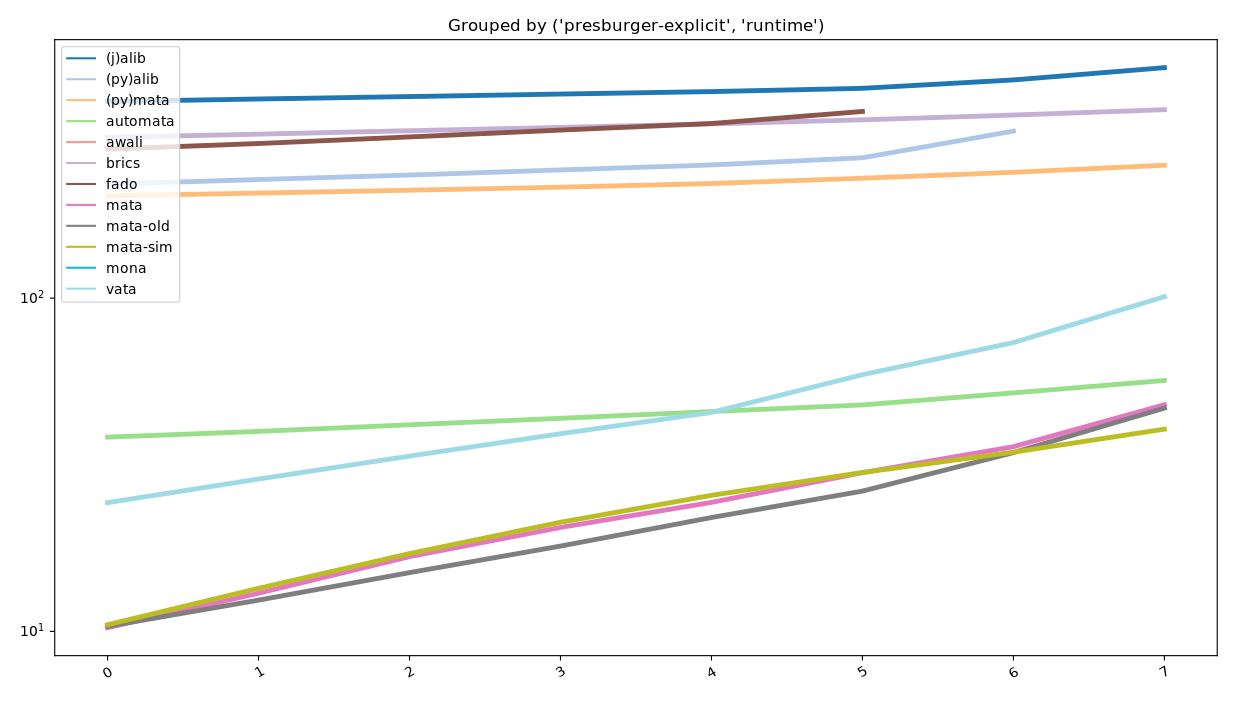 Grouped by ('presburger-explicit', 'runtime')
(j)alib
(py)alib
(py)mata
automata
awali
brics
fado
mata
mata-old
mata-sim
mona
vata
10²
10¹
0 1 2 3 4 5 6 7